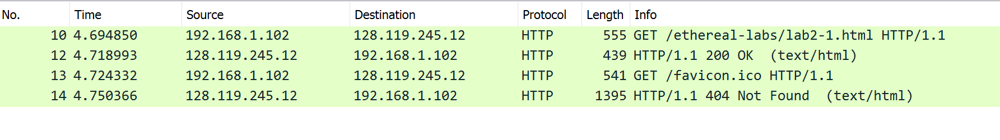 No. Time Source Destination Protocol Length Info
10 4.694850 192.168.1.102 128.119.245.12 HTTP 555 GET /ethereal-labs/lab2-1.html HTTP/1.1
12 4.718993 128.119.245.12 192.168.1.102 HTTP 439 HTTP/1.1 200 OK (text/html)
13 4.724332 192.168.1.102 128.119.245.12 HTTP 541 GET /favicon.ico HTTP/1.1
14 4.750366 128.119.245.12 192.168.1.102 HTTP 1395 HTTP/1.1 404 Not Found (text/html)